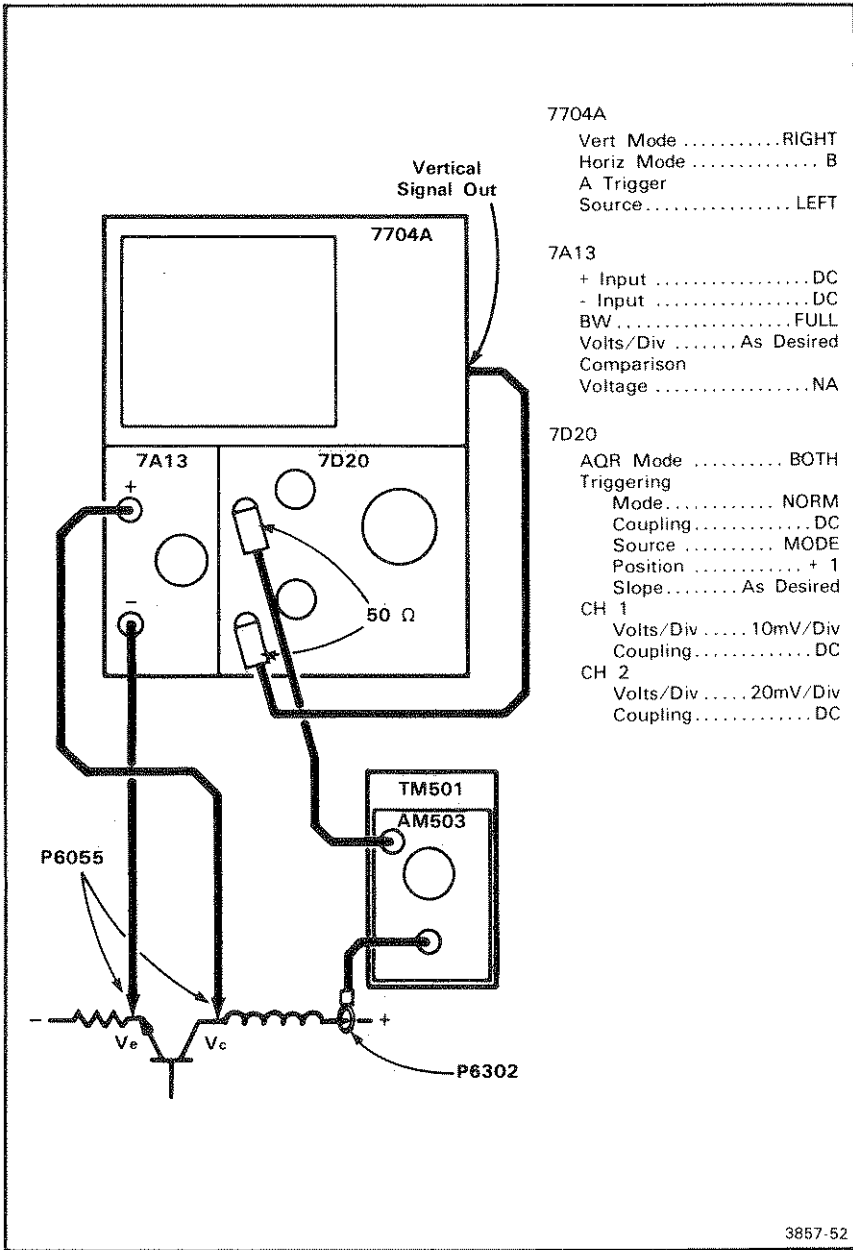 7704A
Vert Mode ...........RIGHT
Horiz Mode .............. B
A Trigger
Source................ LEFT
Vertical
Signal Out
7704A
7A13
+ Input ................DC
- Input ................DC
BW ..................FULL
Volts/Div .......As Desired
Comparison
Voltage ................NA
7D20
AQR Mode .......... BOTH
Triggering
Mode............ NORM
Coupling.............DC
Source .......... MODE
Position ............ + 1
Slope........As Desired
CH 1
Volts/Div .....10mV/Div
Coupling.............DC
CH 2
Volts/Div .....20mV/Div
Coupling.............DC
7A13
7D20
+
-
50 Ω
TM501
AM503
P6055
-
Ve
Vc
+
P6302
3857-52